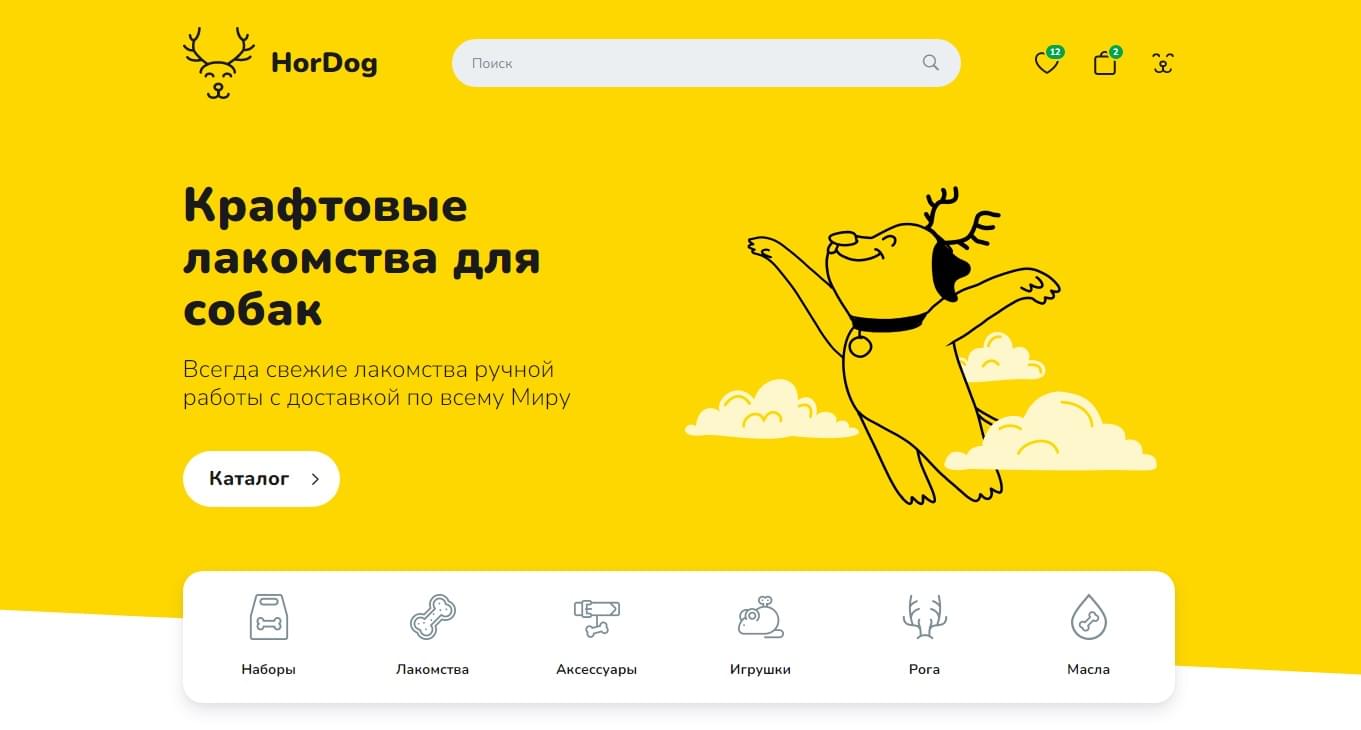 HorDog
Поиск
12
2
Крафтовые
лакомства для
собак
Всегда свежие лакомства ручной
работы с доставкой по всему Миру
Каталог
Наборы
Лакомства
Аксессуары
Игрушки
Рога
Масла